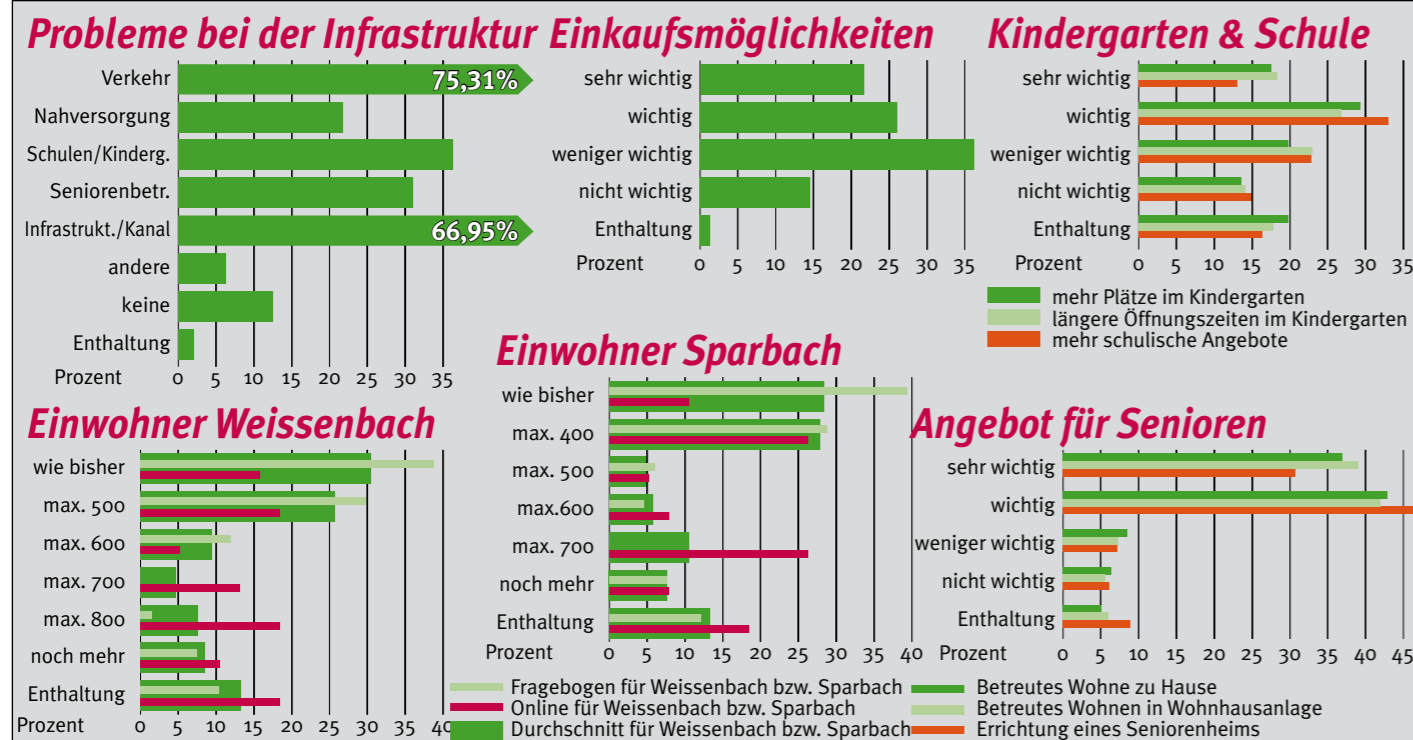 Probleme bei der Infrastruktur
Verkehr 75,31%
Nahversorgung
Schulen/Kinderg.
Seniorenbetr.
Infrastrukt./Kanal 66,95%
andere
keine
Enthaltung
Prozent 0 5 10 15 20 25 30 35
Einkaufsmöglichkeiten
sehr wichtig
wichtig
weniger wichtig
nicht wichtig
Enthaltung
Prozent 0 5 10 15 20 25 30 35
Kindergarten & Schule
sehr wichtig
wichtig
weniger wichtig
nicht wichtig
Enthaltung
Prozent 0 5 10 15 20 25 30 35
mehr Plätze im Kindergarten
längere Öffnungszeiten im Kindergarten
mehr schulische Angebote
Einwohner Weissenbach
wie bisher
max. 500
max. 600
max. 700
max. 800
noch mehr
Enthaltung
Prozent 0 5 10 15 20 25 30 35 40
Einwohner Sparbach
wie bisher
max. 400
max. 500
max.600
max. 700
noch mehr
Enthaltung
Prozent 0 5 10 15 20 25 30 35 40
Fragebogen für Weissenbach bzw. Sparbach
Online für Weissenbach bzw. Sparbach
Durchschnitt für Weissenbach bzw. Sparbach
Angebot für Senioren
sehr wichtig
wichtig
weniger wichtig
nicht wichtig
Enthaltung
Prozent 0 5 10 15 20 25 30 35 40 45
Betreutes Wohne zu Hause
Betreutes Wohnen in Wohnhausanlage
Errichtung eines Seniorenheims